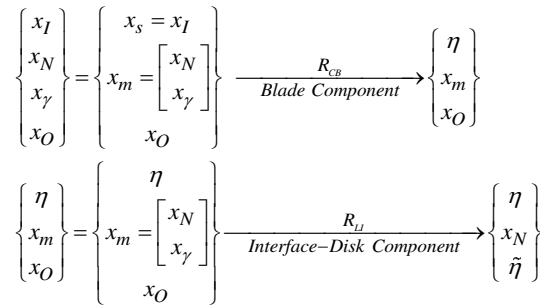 {x_I x_N x_γ x_O} = {x_s = x_I x_m = [x_N x_γ] x_O} R_CB Blade Component → {η x_m x_O}
{η x_m x_O} = {η x_m = [x_N x_γ] x_O} R_LI Interface−Disk Component → {η x_N η̃}